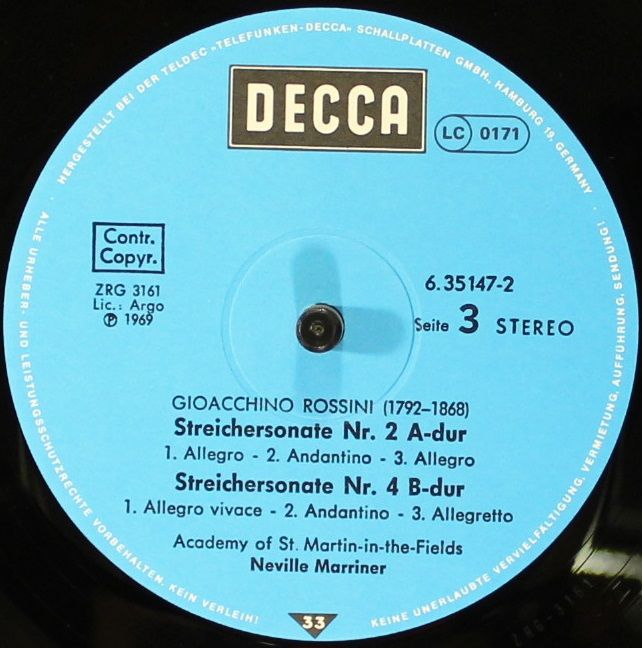 HERGESTELLT BEI DER TELDEC »TELEFUNKEN-DECCA« SCHALLPLATTEN GMBH., HAMBURG 19, GERMANY ·
DECCA
LC 0171
Contr.
Copyr.
ZRG 3161
Lic.: Argo
℗ 1969
6.35147-2
Seite 3 STEREO
GIOACCHINO ROSSINI (1792–1868)
Streichersonate Nr. 2 A-dur
1. Allegro - 2. Andantino - 3. Allegro
Streichersonate Nr. 4 B-dur
1. Allegro vivace - 2. Andantino - 3. Allegretto
Academy of St. Martin-in-the-Fields
Neville Marriner
33
· ALLE URHEBER- UND LEISTUNGSSCHUTZRECHTE VORBEHALTEN. KEIN VERLEIH!
KEINE UNERLAUBTE VERVIELFÄLTIGUNG, VERMIETUNG, AUFFÜHRUNG, SENDUNG! ·